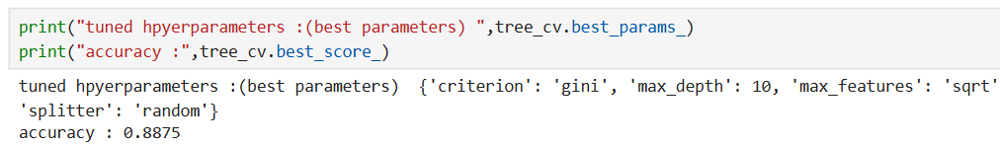 print("tuned hpyerparameters :(best parameters) ",tree_cv.best_params_)
print("accuracy :",tree_cv.best_score_)
tuned hpyerparameters :(best parameters)  {'criterion': 'gini', 'max_depth': 10, 'max_features': 'sqrt'
'splitter': 'random'}
accuracy : 0.8875